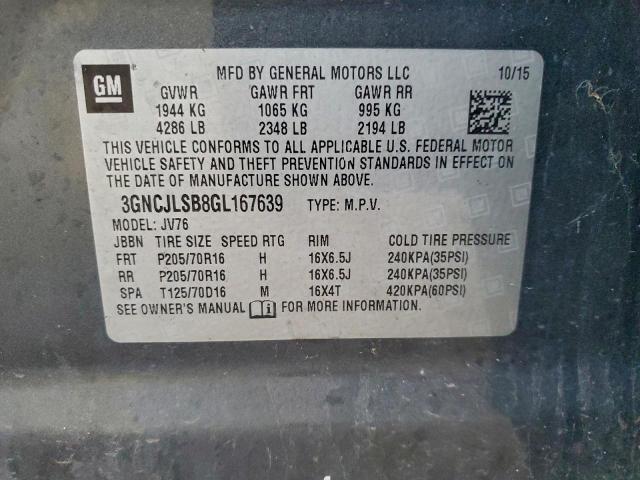 GM
MFD BY GENERAL MOTORS LLC 10/15
GVWR GAWR FRT GAWR RR
1944 KG 1065 KG 995 KG
4286 LB 2348 LB 2194 LB
THIS VEHICLE CONFORMS TO ALL APPLICABLE U.S. FEDERAL MOTOR
VEHICLE SAFETY AND THEFT PREVENTION STANDARDS IN EFFECT ON
THE DATE OF MANUFACTURE SHOWN ABOVE.
3GNCJLSB8GL167639 TYPE: M.P.V.
MODEL: JV76
JBBN TIRE SIZE SPEED RTG RIM COLD TIRE PRESSURE
FRT P205/70R16 H 16X6.5J 240KPA(35PSI)
RR P205/70R16 H 16X6.5J 240KPA(35PSI)
SPA T125/70D16 M 16X4T 420KPA(60PSI)
SEE OWNER'S MANUAL FOR MORE INFORMATION.